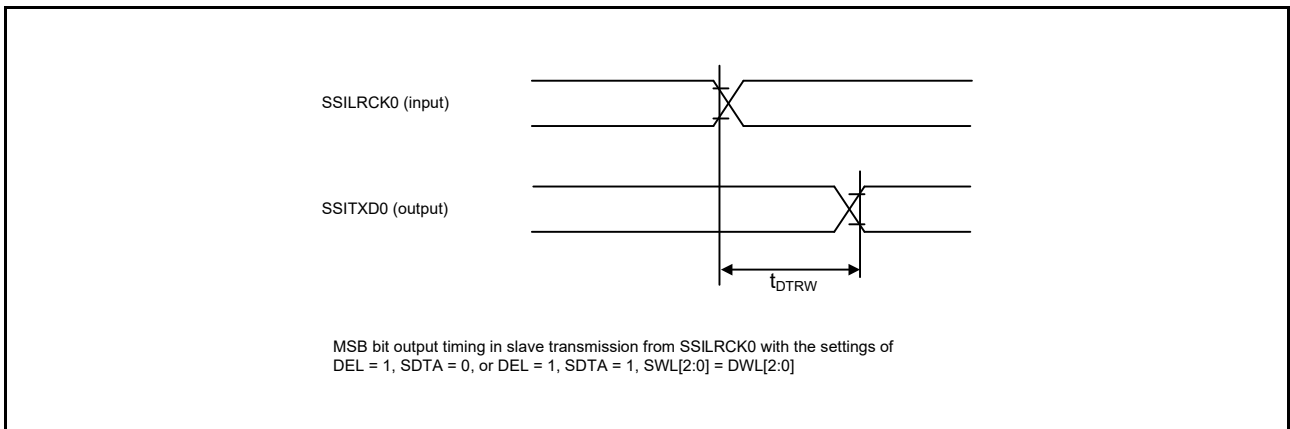 SSILRCK0 (input)
SSITXD0 (output)
tDTRW
MSB bit output timing in slave transmission from SSILRCK0 with the settings of
DEL = 1, SDTA = 0, or DEL = 1, SDTA = 1, SWL[2:0] = DWL[2:0]